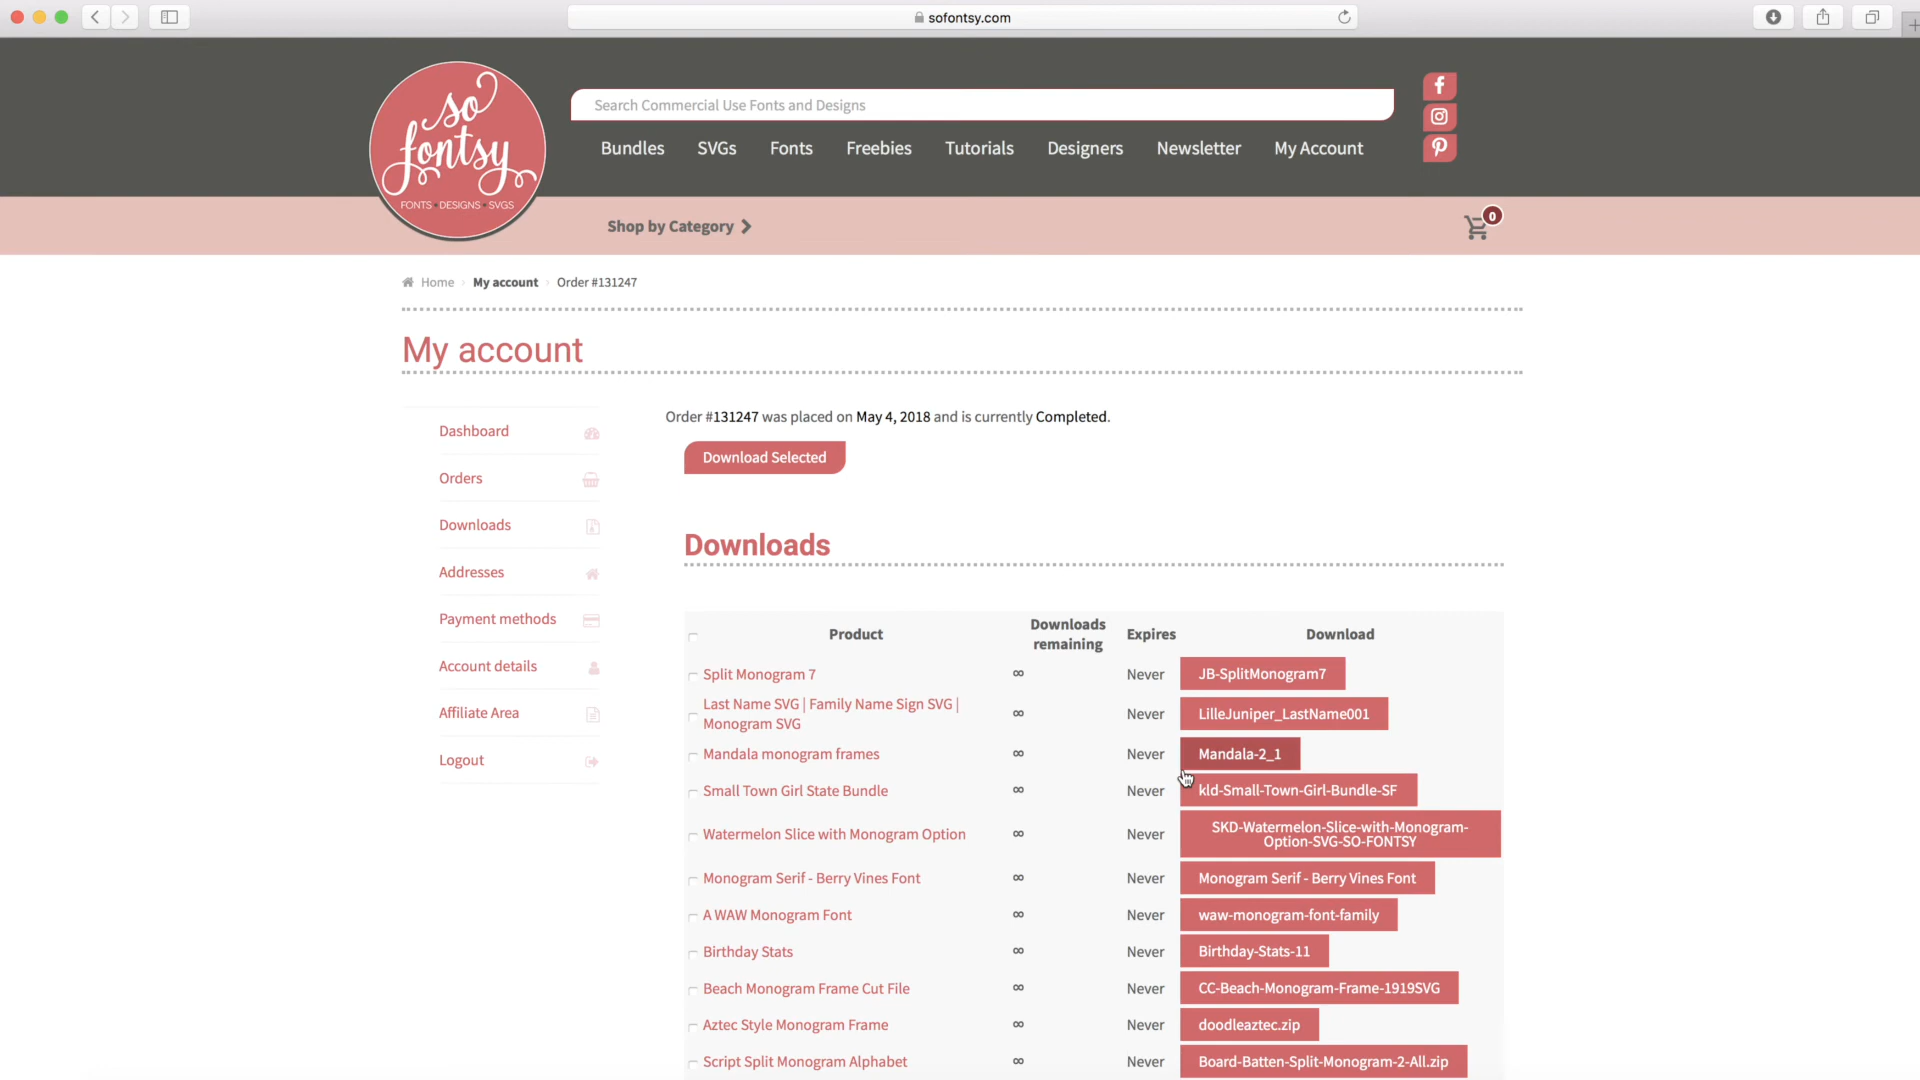 sofontsy.com
so
fontsy
FONTS • DESIGNS • SVGS
Search Commercial Use Fonts and Designs
Bundles SVGs Fonts Freebies Tutorials Designers Newsletter My Account
Shop by Category
0
Home My account Order #131247
My account
Dashboard
Orders
Downloads
Addresses
Payment methods
Account details
Affiliate Area
Logout
Order #131247 was placed on May 4, 2018 and is currently Completed.
Download Selected
Downloads
Product Downloads remaining Expires Download
Split Monogram 7 ∞ Never JB-SplitMonogram7
Last Name SVG | Family Name Sign SVG |
Monogram SVG ∞ Never LilleJuniper_LastName001
Mandala monogram frames ∞ Never Mandala-2_1
Small Town Girl State Bundle ∞ Never kld-Small-Town-Girl-Bundle-SF
Watermelon Slice with Monogram Option ∞ Never SKD-Watermelon-Slice-with-Monogram-
Option-SVG-SO-FONTSY
Monogram Serif - Berry Vines Font ∞ Never Monogram Serif - Berry Vines Font
A WAW Monogram Font ∞ Never waw-monogram-font-family
Birthday Stats ∞ Never Birthday-Stats-11
Beach Monogram Frame Cut File ∞ Never CC-Beach-Monogram-Frame-1919SVG
Aztec Style Monogram Frame ∞ Never doodleaztec.zip
Script Split Monogram Alphabet ∞ Never Board-Batten-Split-Monogram-2-All.zip